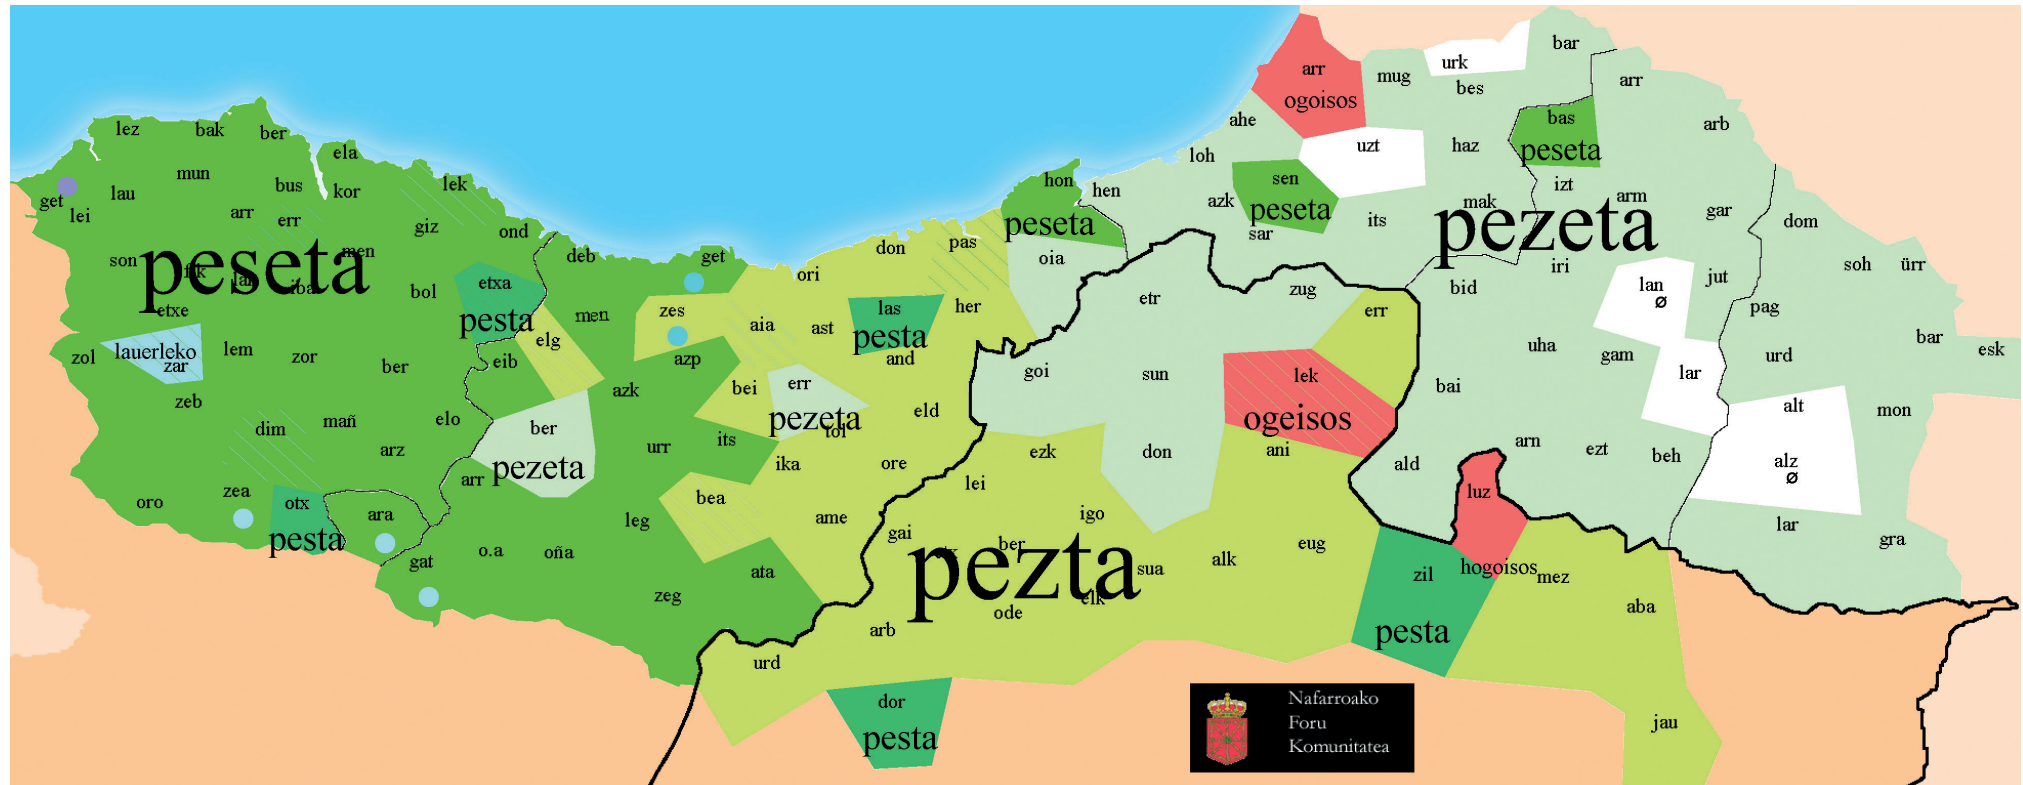 bar
urk
arr
mug
arr
bes
ogoisos
ahe
bas
arb
lez
bak
ber
uzt
haz
peseta
ela
loh
mun
hon
sen
izt
lau
bus
kor
lek
hen
azk
peseta
mak
arm
get
lei
arr
err
giz
peseta
its
pezeta
gar
dom
ond
sar
men
deb
get
don
pas
oia
iri
son
peseta
lar
iba
bol
etxa
ori
etr
zug
bid
lan
ø
jut
soh
ürr
etxe
pesta
men
zes
aia
ast
las
her
err
pag
lauerleko
zar
zol
lem
zor
ber
eib
elg
azp
pesta
and
goi
sun
lek
uha
gam
lar
urd
bar
esk
zeb
azk
bei
err
bai
dim
mañ
elo
ber
its
pezeta
tol
eld
ogeisos
alt
mon
arz
pezeta
urr
ika
ore
ezk
don
ani
ald
arn
ezt
beh
alz
ø
oro
zea
otx
ara
arr
bea
lei
luz
pesta
leg
ame
gai
igo
lar
gat
o.a
oña
ata
pezta
ber
sua
alk
eug
zil
hogoisos
mez
gra
zeg
arb
ode
elk
pesta
aba
urd
dor
pesta
jau
Nafarroako
Foru
Komunitatea